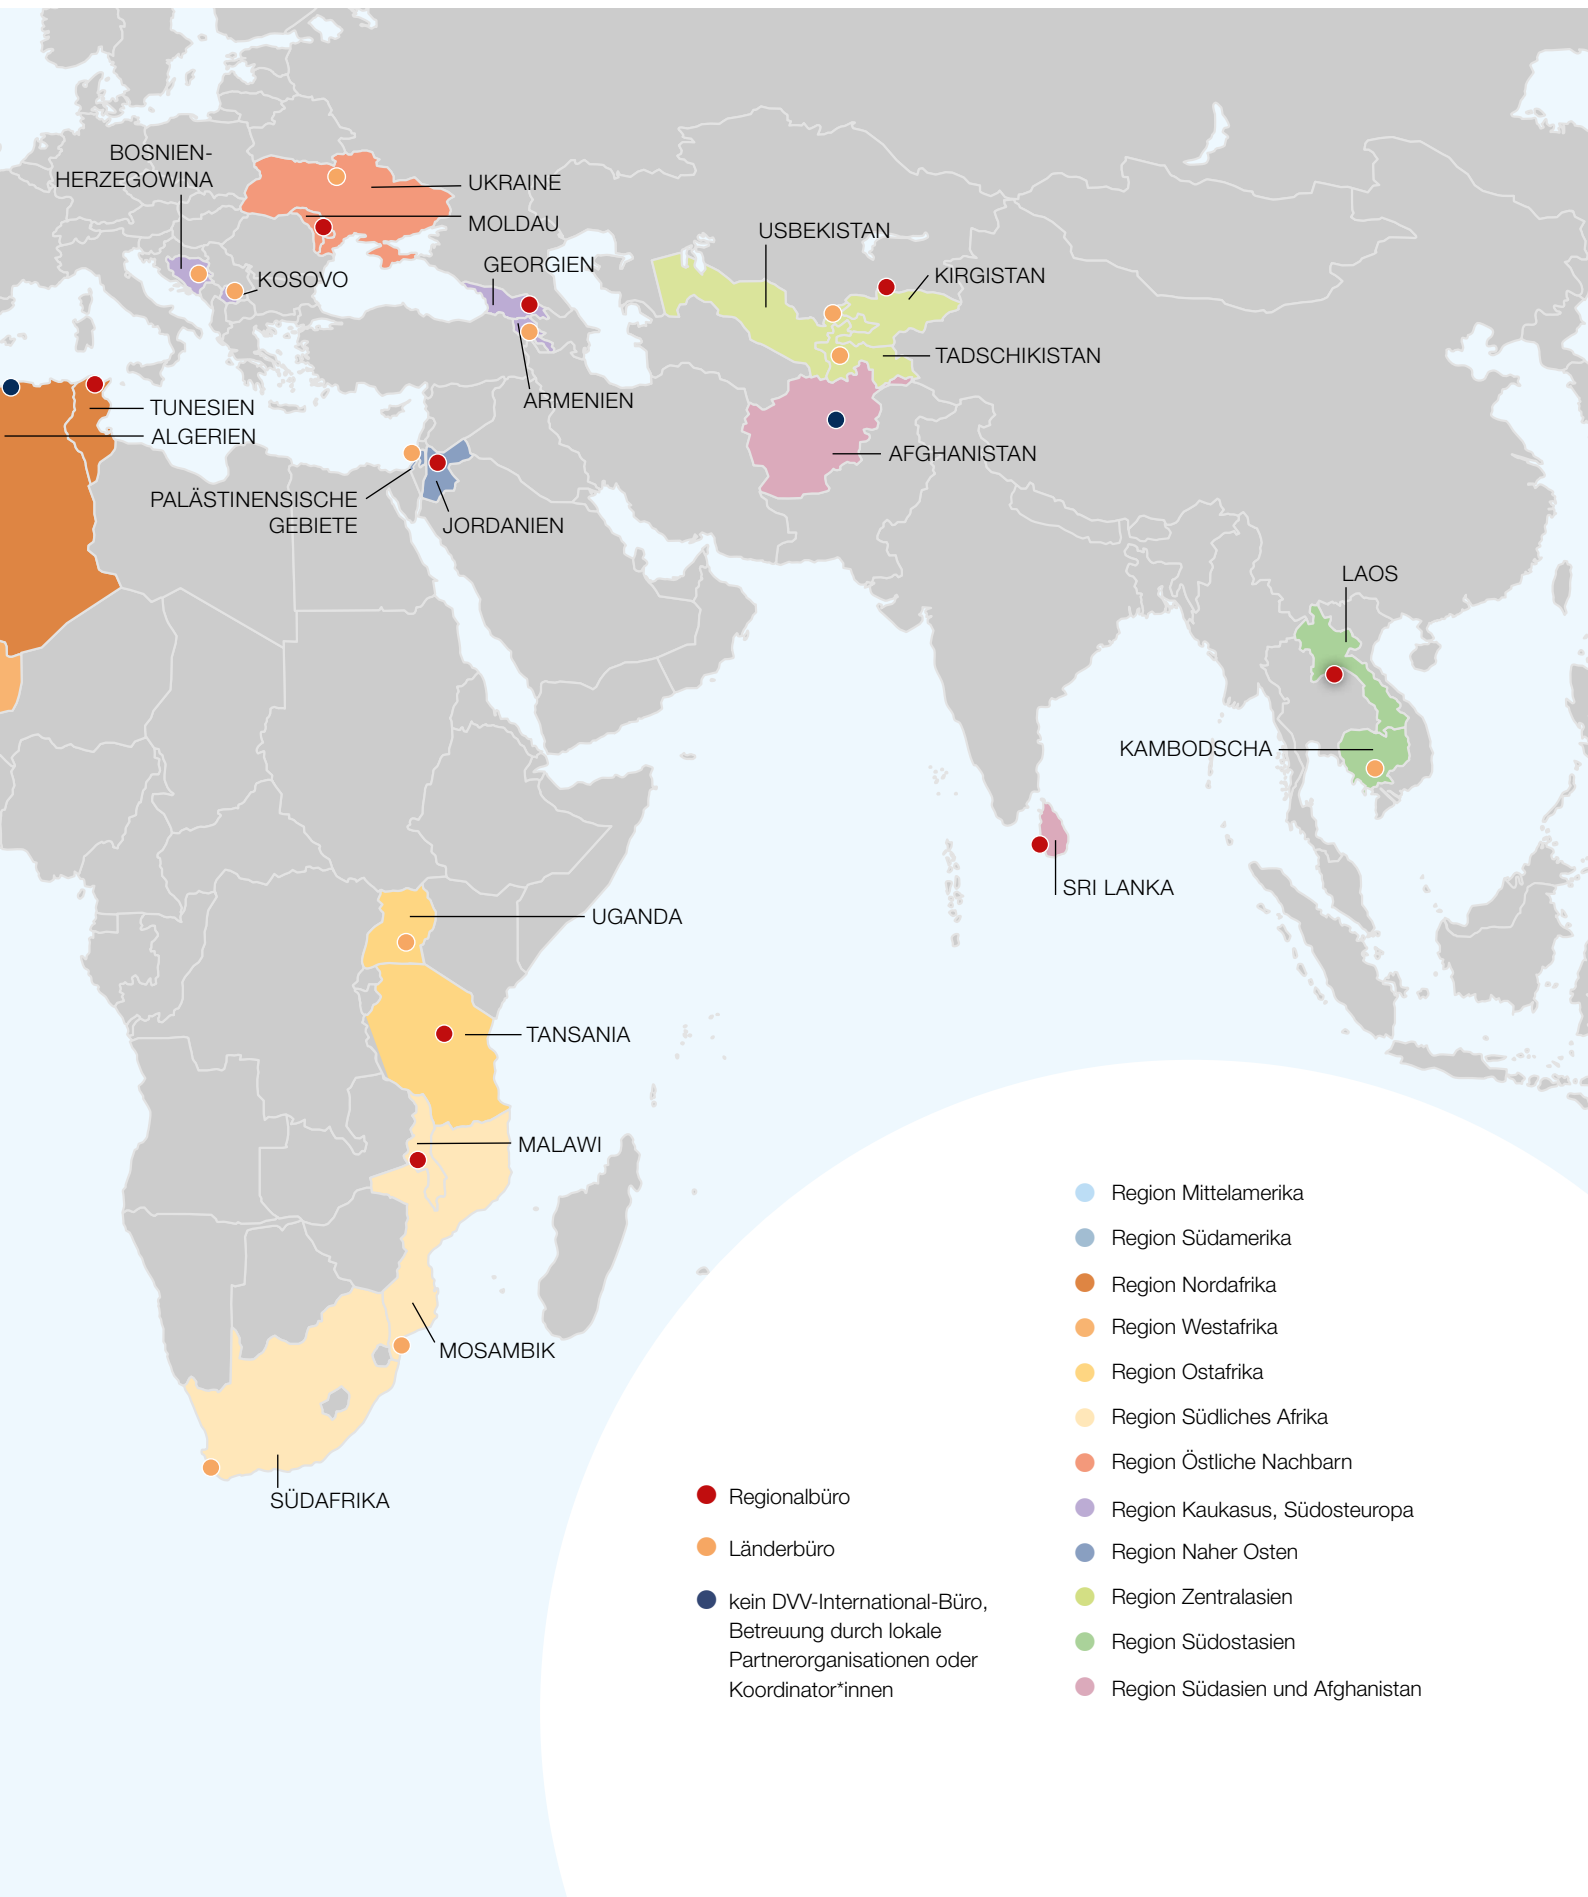 BOSNIEN-
HERZEGOWINA
UKRAINE
MOLDAU
USBEKISTAN
GEORGIEN
KOSOVO
KIRGISTAN
TADSCHIKISTAN
ARMENIEN
TUNESIEN
ALGERIEN
AFGHANISTAN
PALÄSTINENSISCHE
GEBIETE
JORDANIEN
LAOS
KAMBODSCHA
SRI LANKA
UGANDA
TANSANIA
MALAWI
MOSAMBIK
SÜDAFRIKA
Regionalbüro
Länderbüro
kein DVV-International-Büro,
Betreuung durch lokale
Partnerorganisationen oder
Koordinator*innen
Region Mittelamerika
Region Südamerika
Region Nordafrika
Region Westafrika
Region Ostafrika
Region Südliches Afrika
Region Östliche Nachbarn
Region Kaukasus, Südosteuropa
Region Naher Osten
Region Zentralasien
Region Südostasien
Region Südasien und Afghanistan